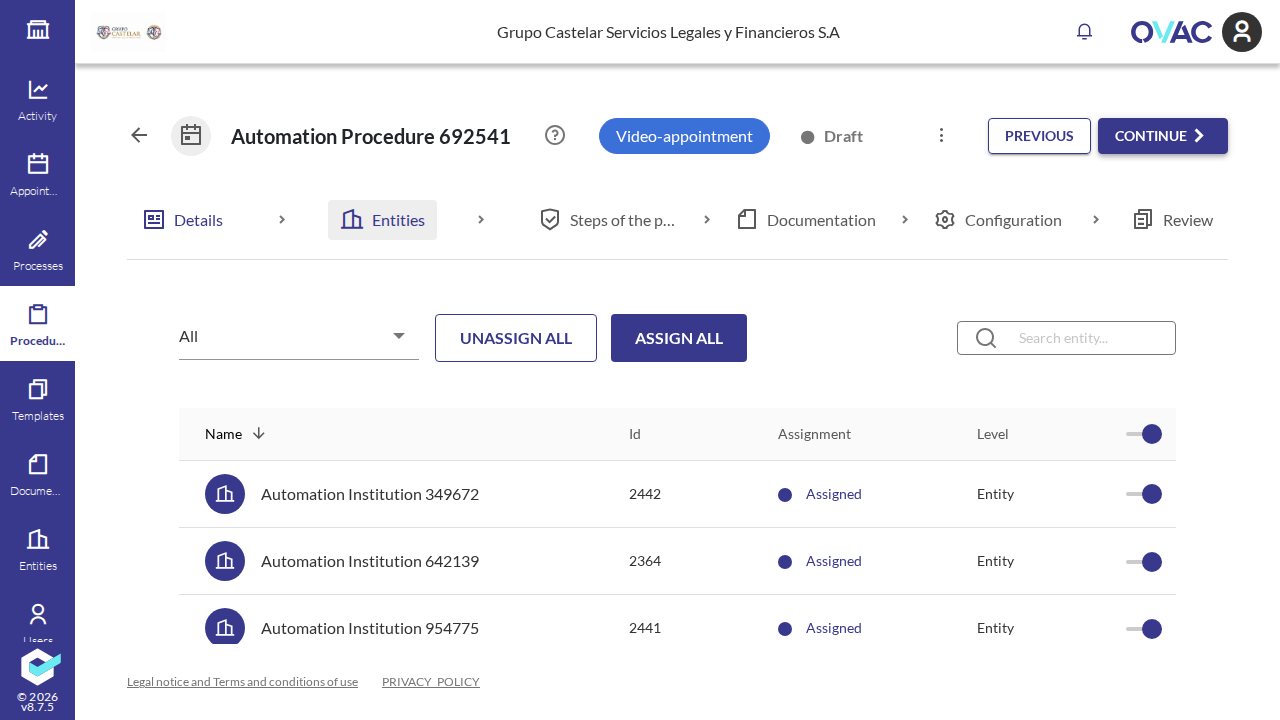 GRUPO
CASTELAR
Grupo Castelar Servicios Legales y Financieros S.A
OVAC
Activity
Appoint...
Processes
Procedu...
Templates
Docume...
Entities
Users
© 2026
v8.7.5
Automation Procedure 692541
Video-appointment
Draft
PREVIOUS
CONTINUE
Details
Entities
Steps of the p...
Documentation
Configuration
Review
All
UNASSIGN ALL
ASSIGN ALL
Search entity...
Name
Id
Assignment
Level
Automation Institution 349672
2442
Assigned
Entity
Automation Institution 642139
2364
Assigned
Entity
Automation Institution 954775
2441
Assigned
Entity
Legal notice and Terms and conditions of use
PRIVACY_POLICY